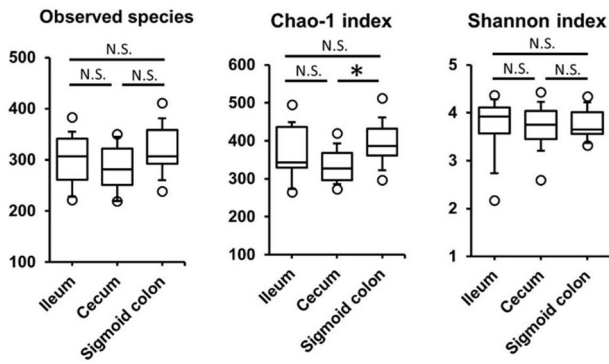 Observed species
N.S.
N.S.
N.S.
500
400
300
200
100
Ileum
Cecum
Sigmoid colon
Chao-1 index
N.S.
N.S.
*
600
500
400
300
200
100
Ileum
Cecum
Sigmoid colon
Shannon index
N.S.
N.S.
N.S.
5
4
3
2
1
Ileum
Cecum
Sigmoid colon